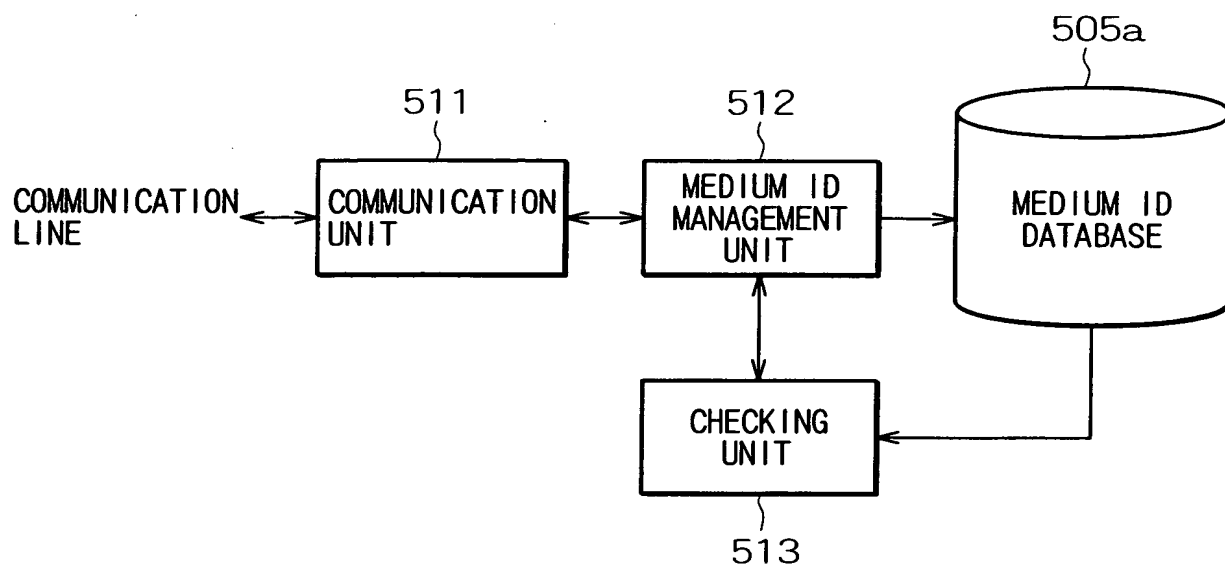 505a
511
512
COMMUNICATION
LINE
COMMUNICATION
UNIT
MEDIUM ID
MANAGEMENT
UNIT
MEDIUM ID
DATABASE
CHECKING
UNIT
513